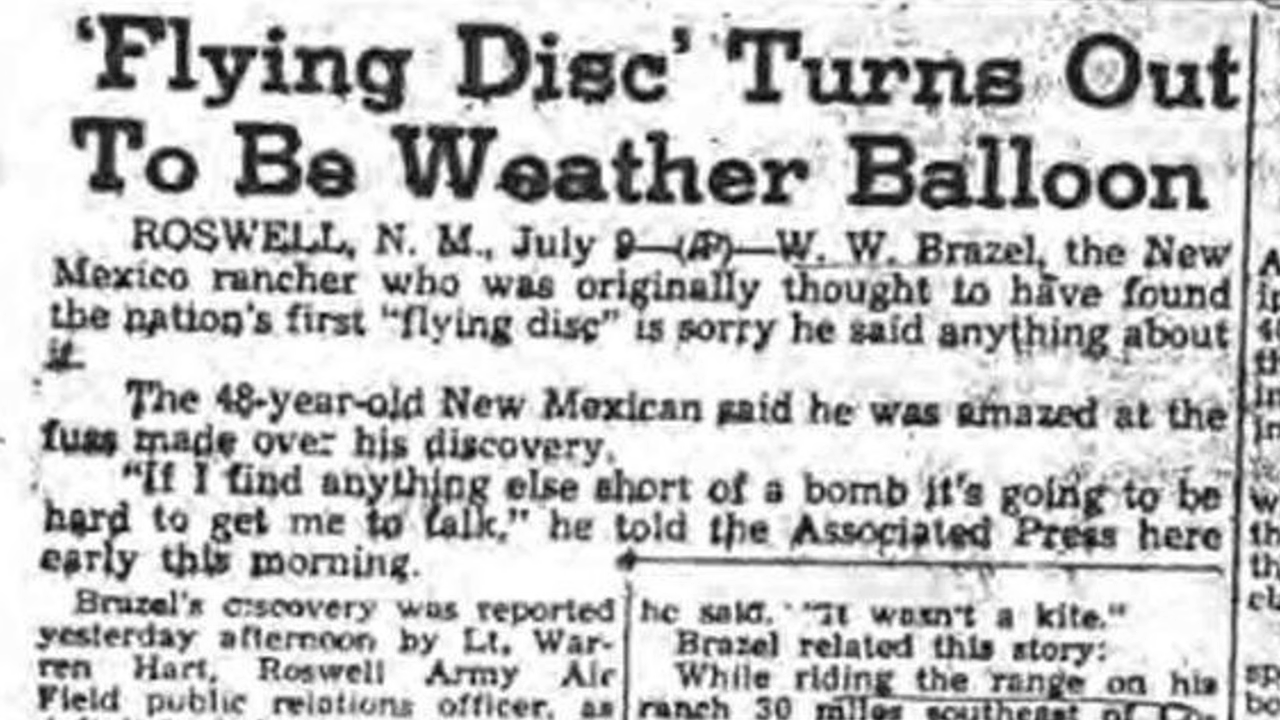 'Flying Disc' Turns Out
To Be Weather Balloon
ROSWELL, N. M., July 9—(AP)—W. W. Brazel, the New
Mexico rancher who was originally thought to have found
the nation's first "flying disc" is sorry he said anything about
it.
The 48-year-old New Mexican said he was amazed at the
fuss made over his discovery.
"If I find anything else short of a bomb it's going to be
hard to get me to talk," he told the Associated Press here
early this morning.
Brazel's discovery was reported
yesterday afternoon by Lt. War-
ren Hart, Roswell Army Air
Field public relations officer, as
he said. "It wasn't a kite."
Brazel related this story:
While riding the range on his
ranch 30 miles southeast of